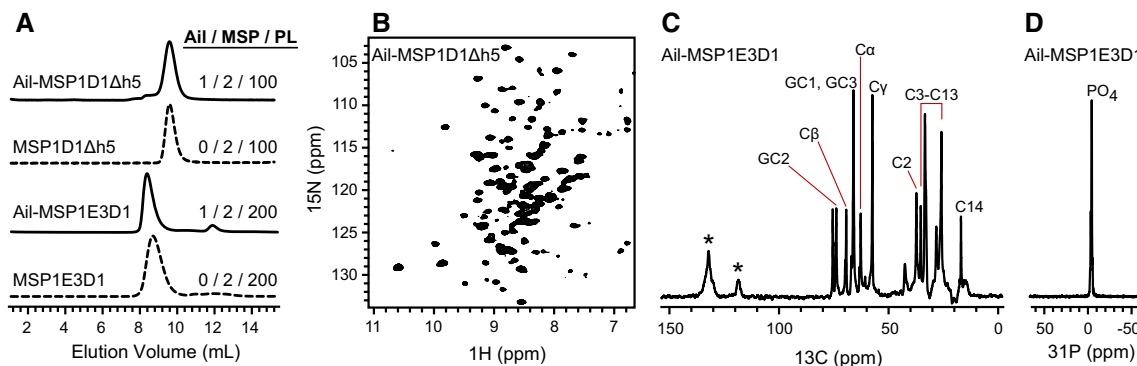 A
Ail / MSP / PL
Ail-MSP1D1Δh5
1 / 2 / 100
MSP1D1Δh5
0 / 2 / 100
Ail-MSP1E3D1
1 / 2 / 200
MSP1E3D1
0 / 2 / 200
2 4 6 8 10 12 14
Elution Volume (mL)
B
Ail-MSP1D1Δh5
105
110
115
120
125
130
15N (ppm)
11 10 9 8 7
1H (ppm)
C
Ail-MSP1E3D1
Cα
GC1, GC3
Cγ
C3-C13
Cβ
GC2
C2
C14
*
*
150 100 50 0
13C (ppm)
D
Ail-MSP1E3D1
PO4
50 0 -50
31P (ppm)